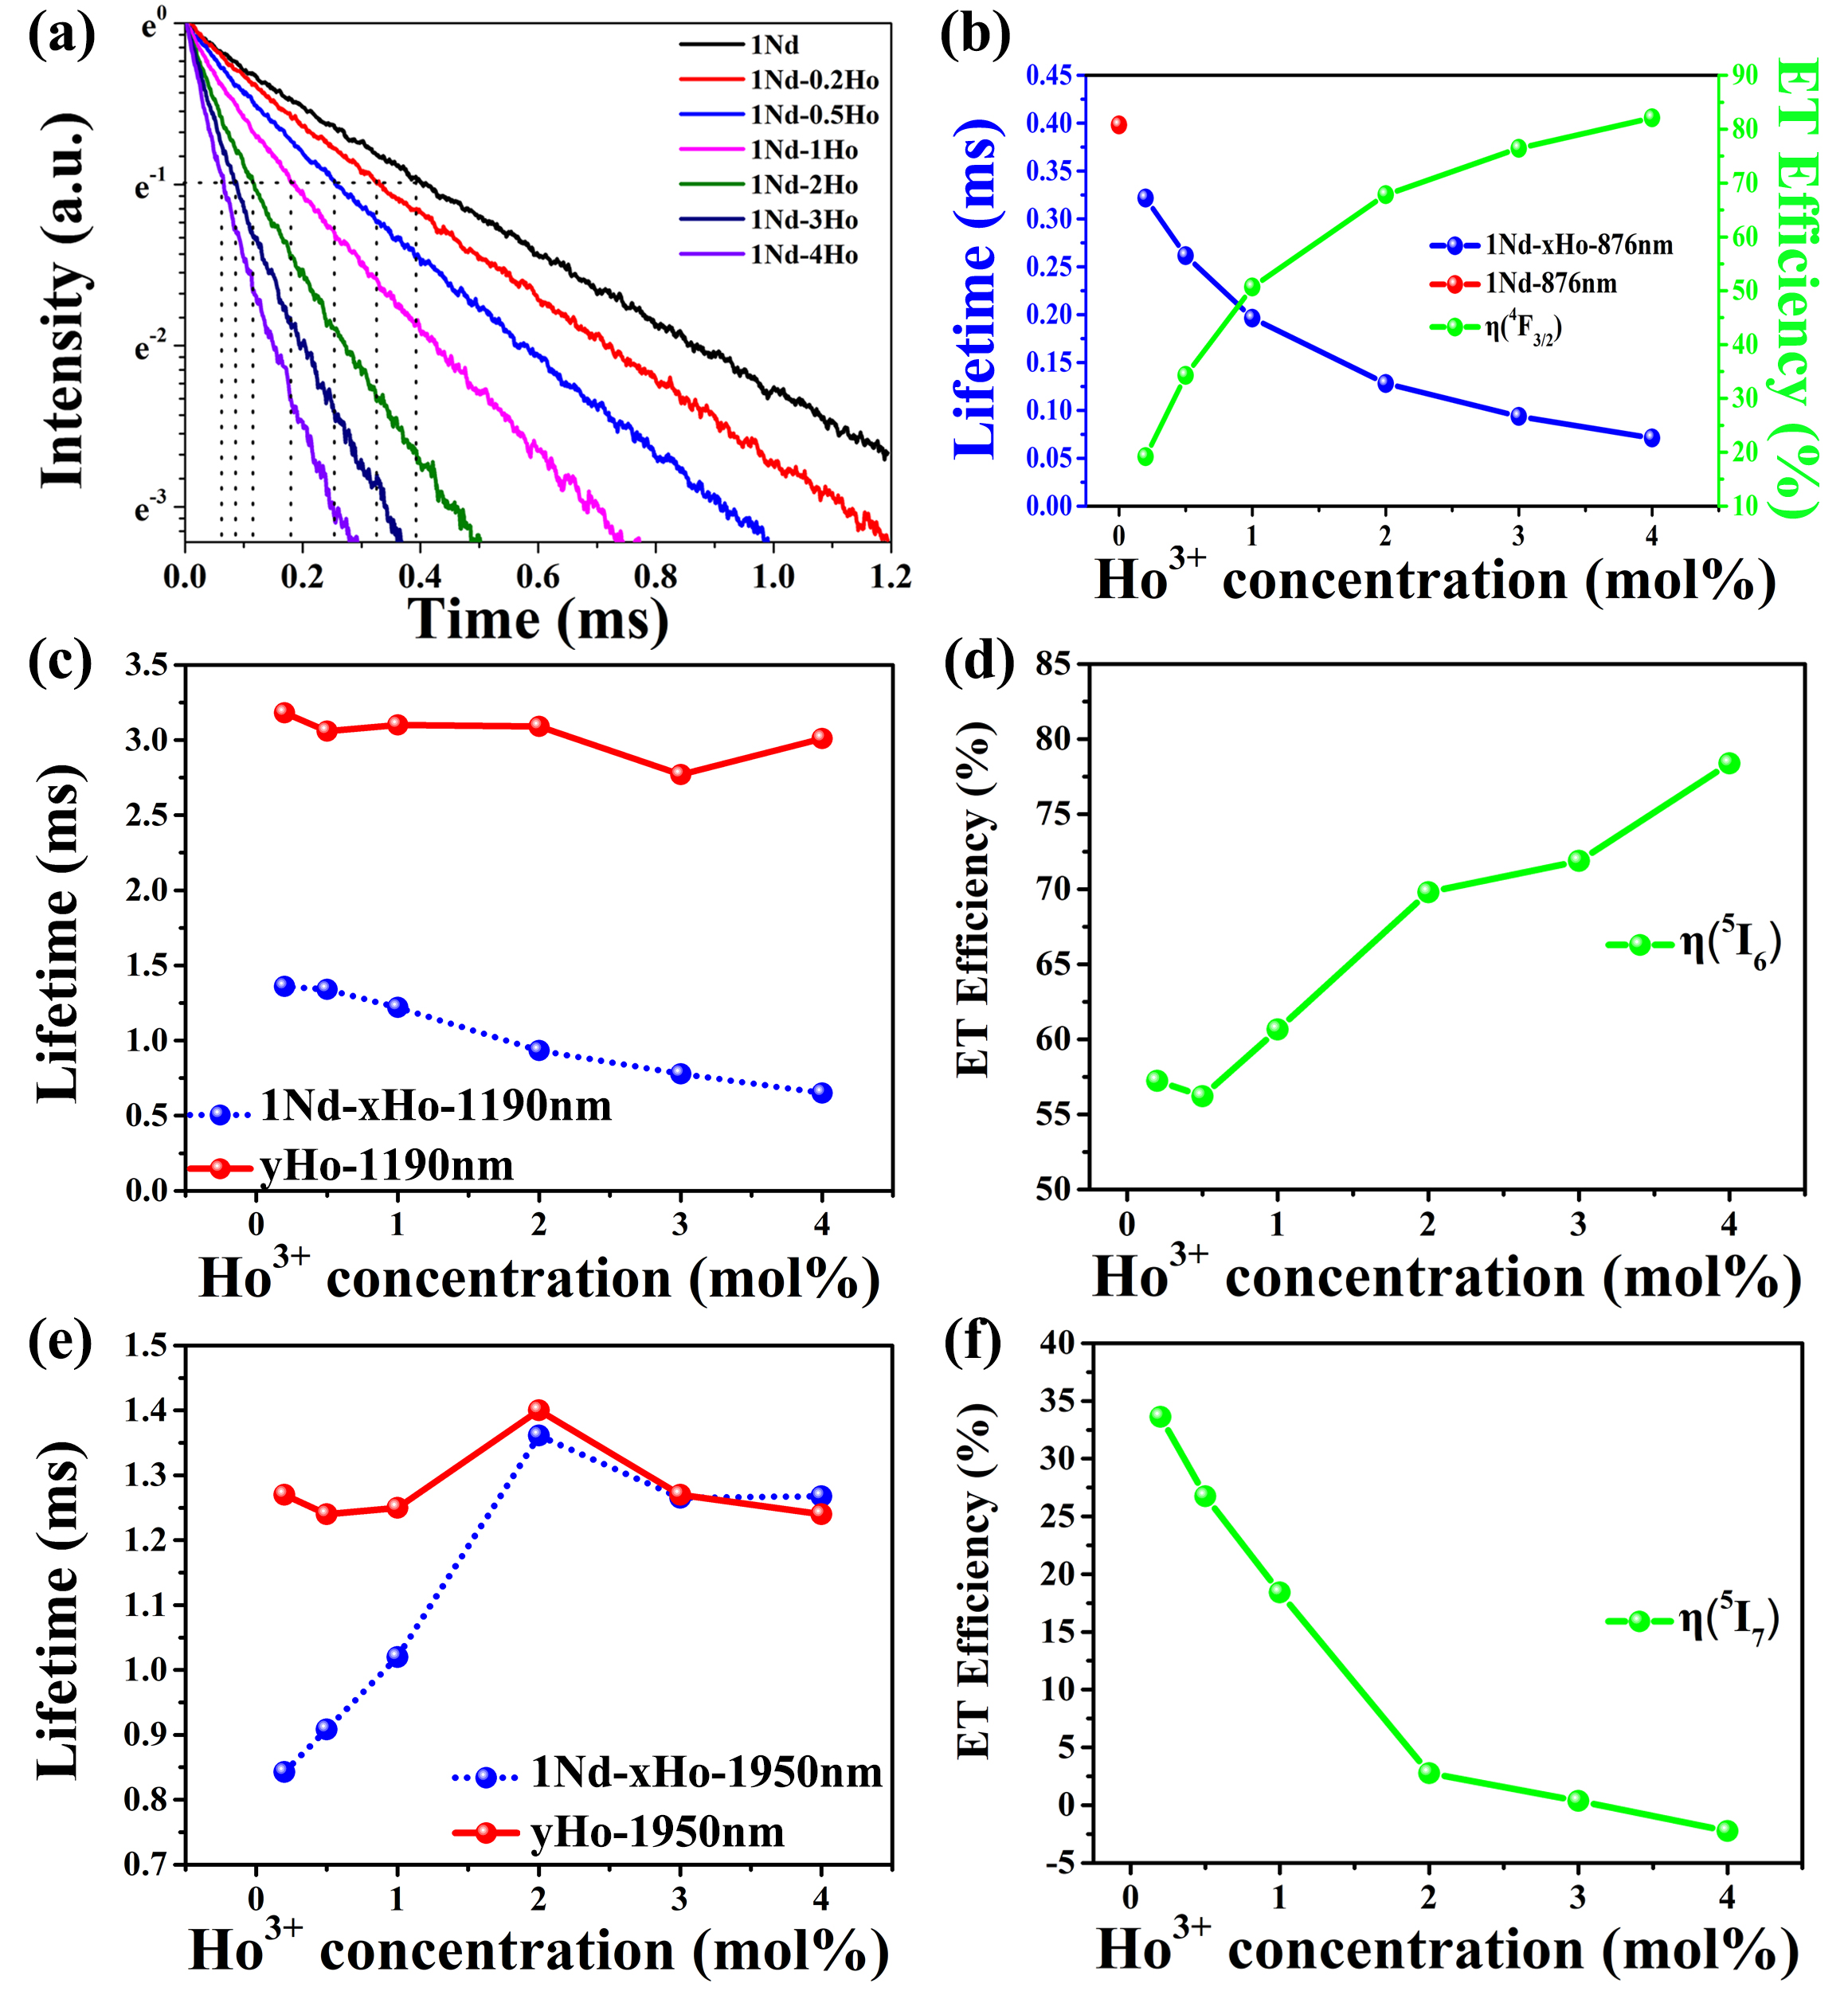 (a)
e0
e-1
e-2
e-3
Intensity (a.u.)
1Nd
1Nd-0.2Ho
1Nd-0.5Ho
1Nd-1Ho
1Nd-2Ho
1Nd-3Ho
1Nd-4Ho
0.0 0.2 0.4 0.6 0.8 1.0 1.2
Time (ms)
(b)
0.45
0.40
0.35
0.30
0.25
0.20
0.15
0.10
0.05
0.00
Lifetime (ms)
90
80
70
60
50
40
30
20
10
ET Efficiency (%)
1Nd-xHo-876nm
1Nd-876nm
η(4F3/2)
0 1 2 3 4
Ho3+ concentration (mol%)
(c)
3.5
3.0
2.5
2.0
1.5
1.0
0.5
0.0
Lifetime (ms)
1Nd-xHo-1190nm
yHo-1190nm
0 1 2 3 4
Ho3+ concentration (mol%)
(d)
85
80
75
70
65
60
55
50
ET Efficiency (%)
η(5I6)
0 1 2 3 4
Ho3+ concentration (mol%)
(e)
1.5
1.4
1.3
1.2
1.1
1.0
0.9
0.8
0.7
Lifetime (ms)
1Nd-xHo-1950nm
yHo-1950nm
0 1 2 3 4
Ho3+ concentration (mol%)
(f)
40
35
30
25
20
15
10
5
0
-5
ET Efficiency (%)
η(5I7)
0 1 2 3 4
Ho3+ concentration (mol%)